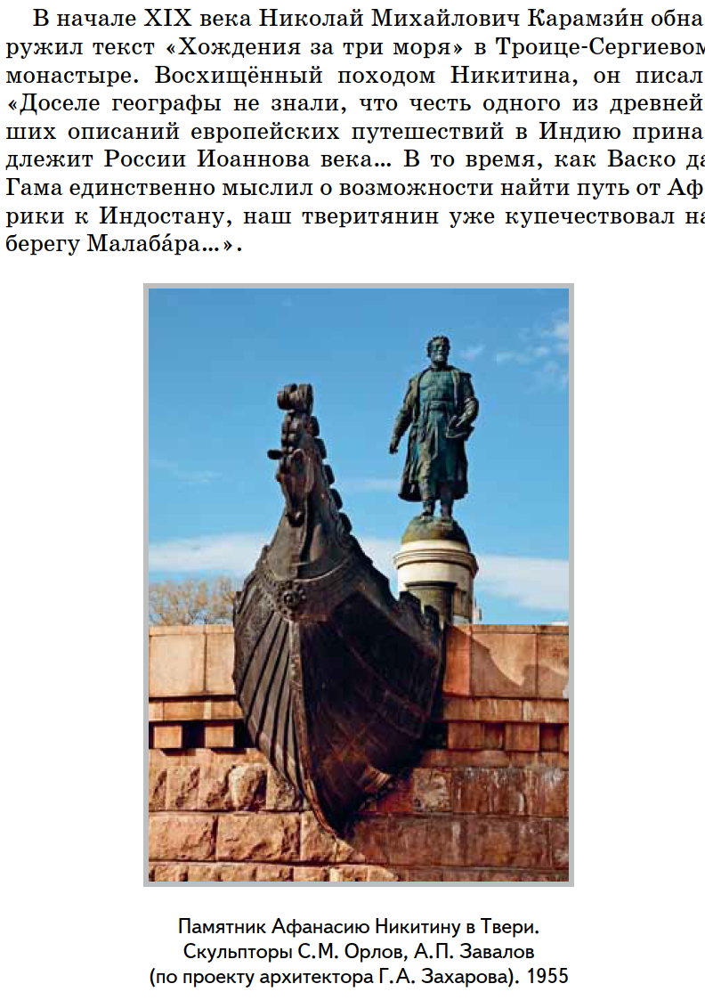 В начале XIX века Николай Михайлович Карамзи́н обна
ружил текст «Хождения за три моря» в Троице-Сергиевом
монастыре. Восхищённый походом Никитина, он писал
«Доселе географы не знали, что честь одного из древней
ших описаний европейских путешествий в Индию прина
длежит России Иоаннова века… В то время, как Васко да
Гама единственно мыслил о возможности найти путь от Аф
рики к Индостану, наш тверитянин уже купечествовал на
берегу Малаба́ра…».
Памятник Афанасию Никитину в Твери.
Скульпторы С.М. Орлов, А.П. Завалов
(по проекту архитектора Г.А. Захарова). 1955